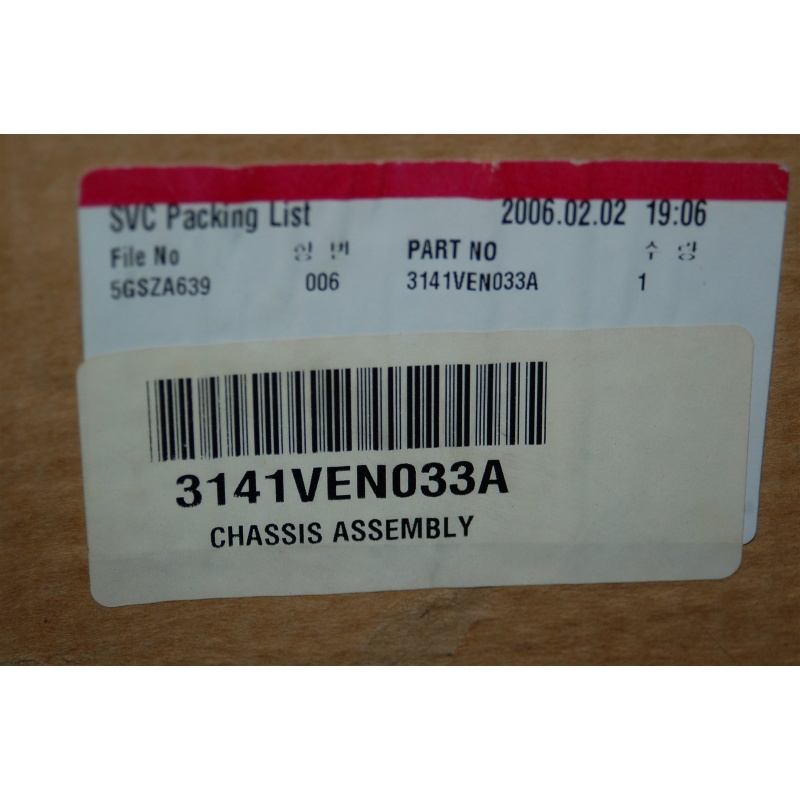 SVC Packing List 2006.02.02 19:06
File No 임 번 PART NO 수 량
5GSZA639 006 3141VEN033A 1
3141VEN033A
CHASSIS ASSEMBLY